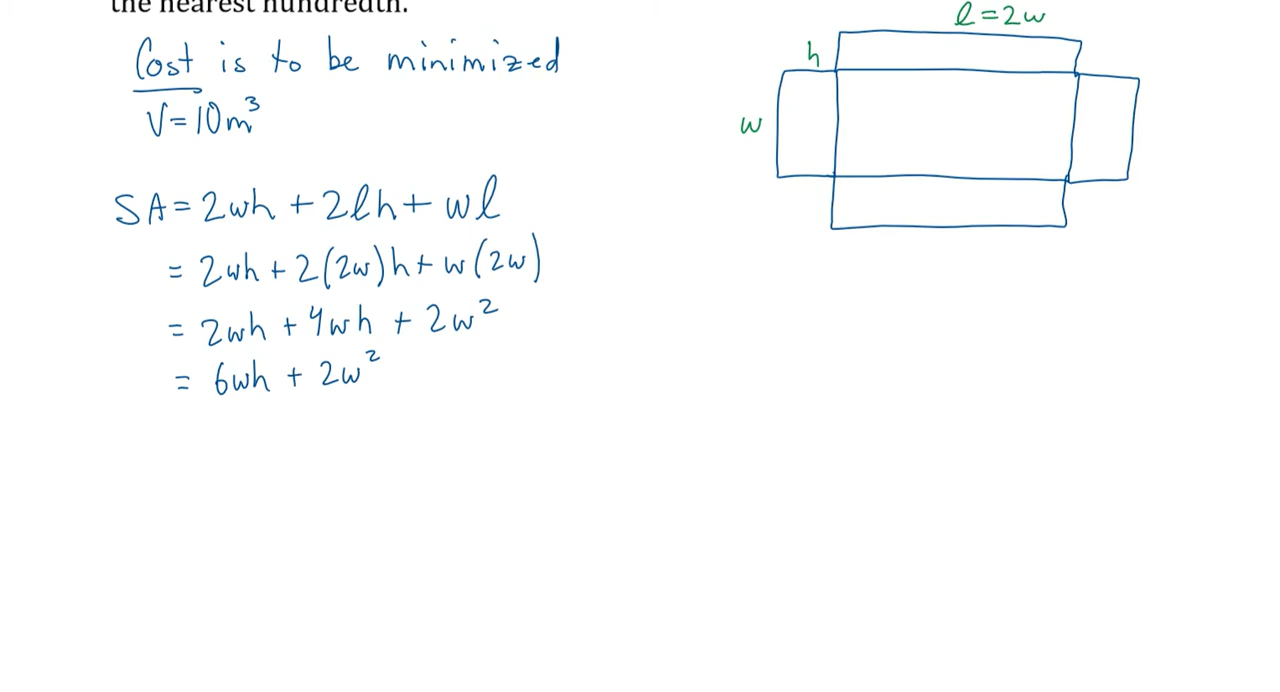 the nearest hundredth.
Cost is to be minimized
V=10m³
SA=2wh+2lh+wl
=2wh+2(2w)h+w(2w)
=2wh+4wh+2w²
=6wh+2w²
l=2w
h
w